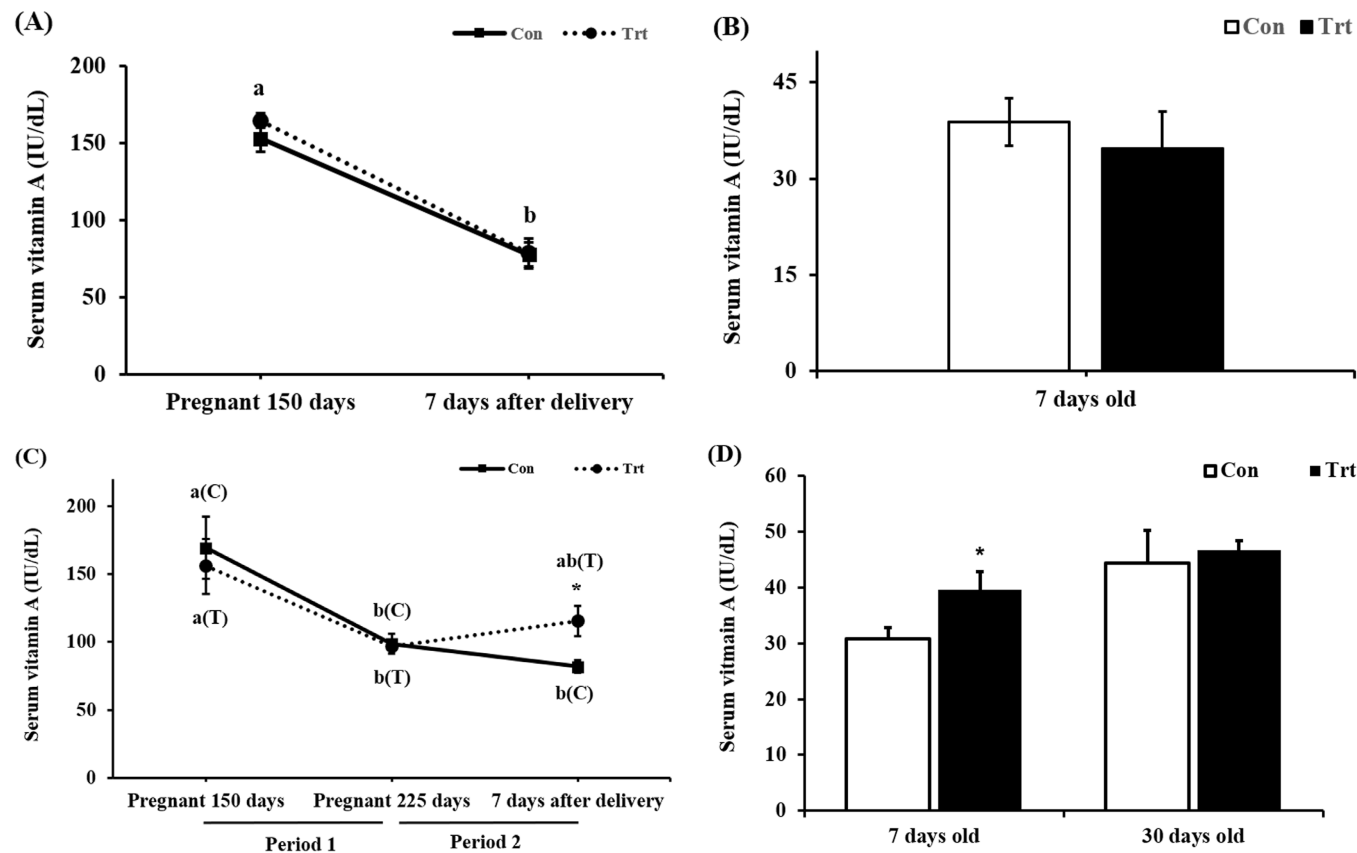 (A)
Con Trt
Serum vitamin A (IU/dL)
200
150
100
50
0
a
b
Pregnant 150 days 7 days after delivery
(B)
Con Trt
Serum vitamin A (IU/dL)
45
30
15
0
7 days old
(C)
Con Trt
Serum vitamin A (IU/dL)
200
150
100
50
0
a(C)
a(T)
b(C)
b(T)
ab(T)
*
b(C)
Pregnant 150 days Pregnant 225 days 7 days after delivery
Period 1 Period 2
(D)
Con Trt
Serum vitmain A (IU/dL)
60
50
40
30
20
10
0
*
7 days old 30 days old